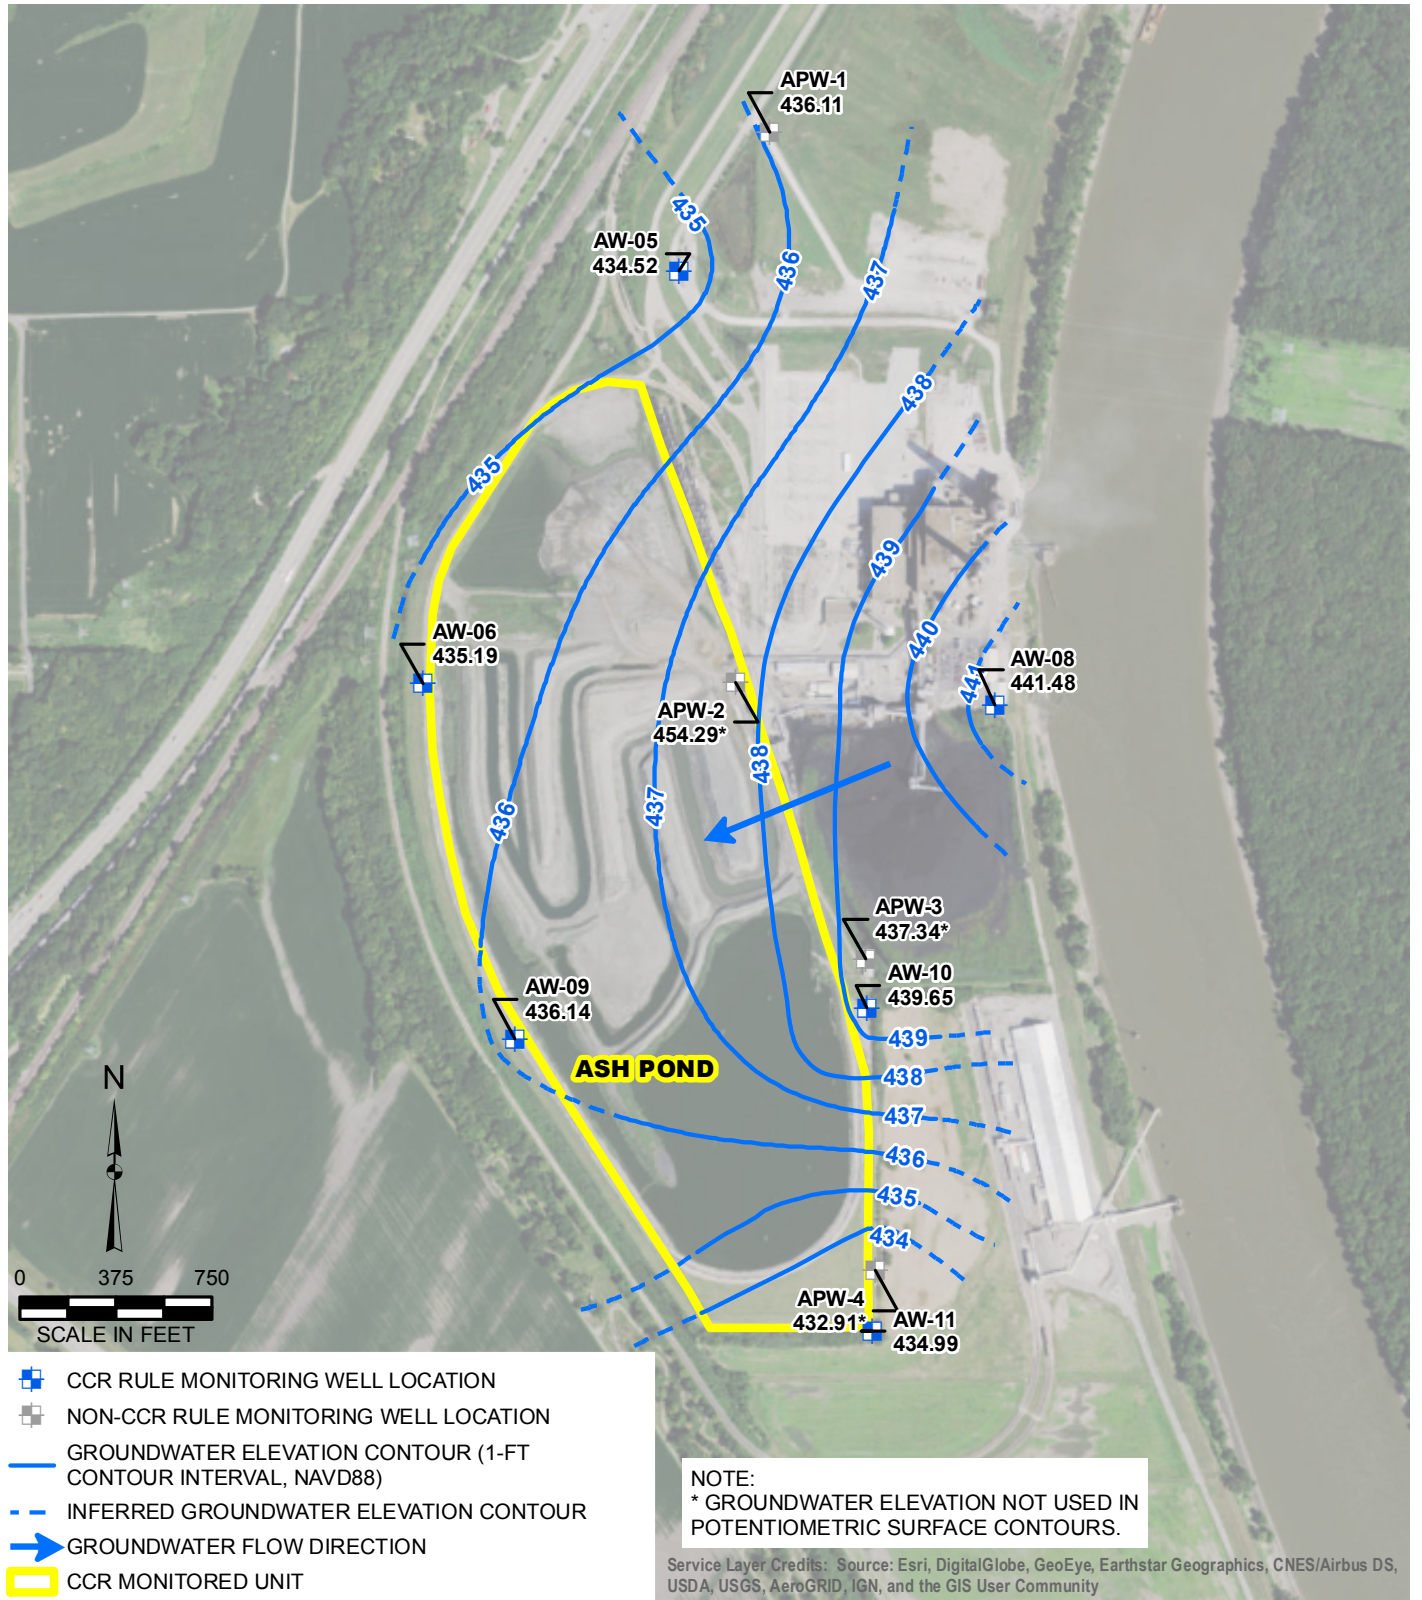 APW-1
436.11
435
AW-05
434.52
436
437
438
435
439
440
AW-06
435.19
AW-08
441.48
441
APW-2
454.29*
438
436
437
APW-3
437.34*
AW-10
439.65
AW-09
436.14
439
ASH POND
438
437
436
435
434
N
0 375 750
SCALE IN FEET
APW-4
432.91*
AW-11
434.99
CCR RULE MONITORING WELL LOCATION
NON-CCR RULE MONITORING WELL LOCATION
GROUNDWATER ELEVATION CONTOUR (1-FT
CONTOUR INTERVAL, NAVD88)
INFERRED GROUNDWATER ELEVATION CONTOUR
GROUNDWATER FLOW DIRECTION
CCR MONITORED UNIT
NOTE:
* GROUNDWATER ELEVATION NOT USED IN
POTENTIOMETRIC SURFACE CONTOURS.
Service Layer Credits: Source: Esri, DigitalGlobe, GeoEye, Earthstar Geographics, CNES/Airbus DS,
USDA, USGS, AeroGRID, IGN, and the GIS User Community